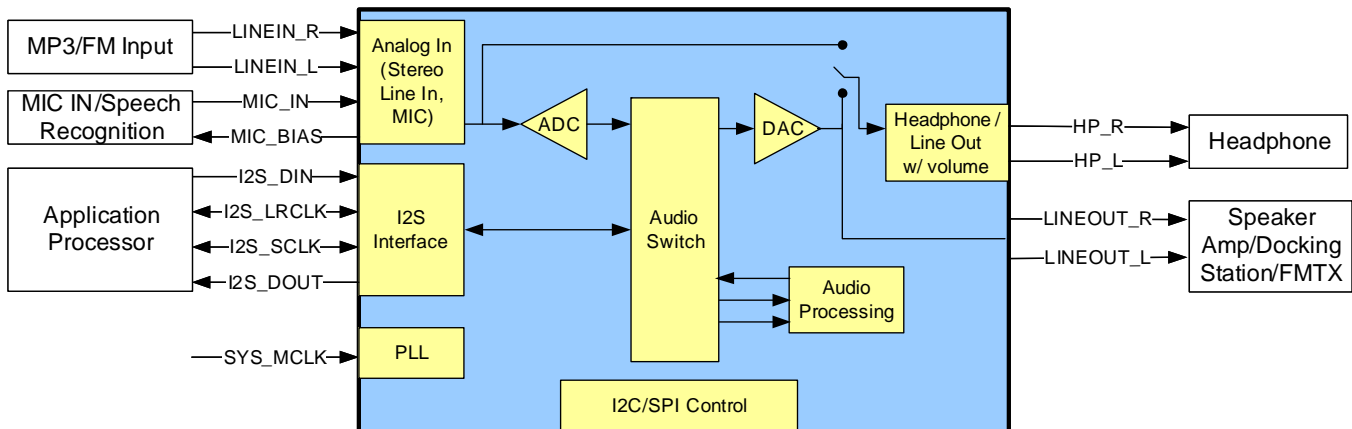 MP3/FM Input
LINEIN_R
LINEIN_L
MIC IN/Speech
Recognition
MIC_IN
MIC_BIAS
Application
Processor
I2S_DIN
I2S_LRCLK
I2S_SCLK
I2S_DOUT
SYS_MCLK
Analog In
(Stereo
Line In,
MIC)
I2S
Interface
PLL
ADC
Audio
Switch
DAC
Audio
Processing
I2C/SPI Control
Headphone /
Line Out
w/ volume
HP_R
HP_L
LINEOUT_R
LINEOUT_L
Headphone
Speaker
Amp/Docking
Station/FMTX